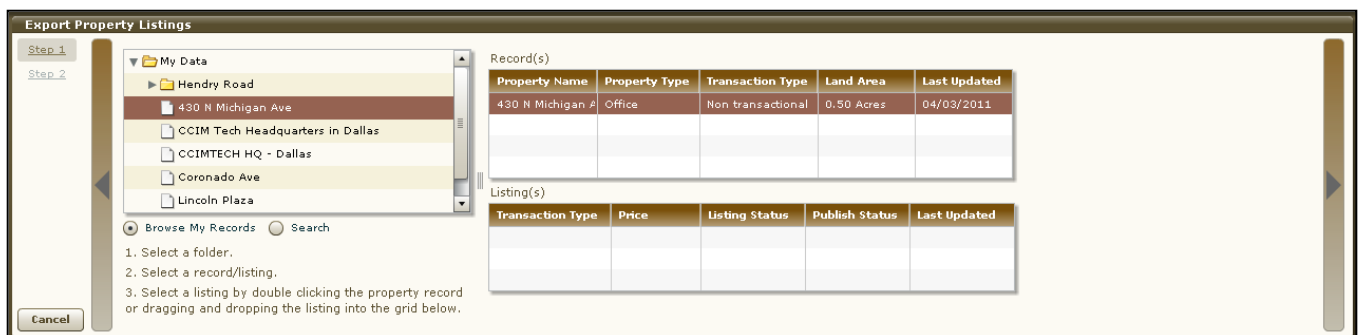 Export Property Listings
Step 1
Step 2
My Data
Hendry Road
430 N Michigan Ave
CCIM Tech Headquarters in Dallas
CCIMTECH HQ - Dallas
Coronado Ave
Lincoln Plaza
Browse My Records Search
1. Select a folder.
2. Select a record/listing.
3. Select a listing by double clicking the property record
or dragging and dropping the listing into the grid below.
Cancel
Record(s)
Property Name Property Type Transaction Type Land Area Last Updated
430 N Michigan A Office Non transactional 0.50 Acres 04/03/2011
Listing(s)
Transaction Type Price Listing Status Publish Status Last Updated